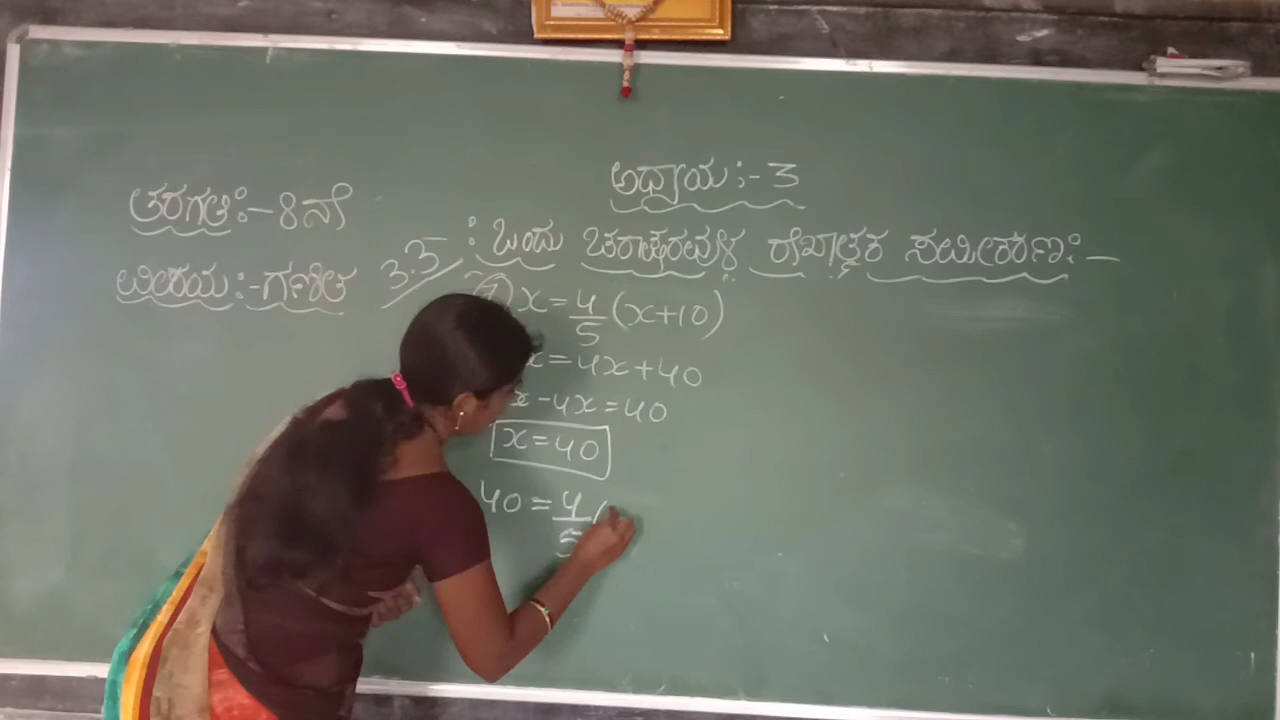 ಅಧ್ಯಾಯ :- 3
ತರಗತಿ :- 8ನೇ
ವಿಷಯ :- ಗಣಿತ
3.5 : ಒಂದು ಚರಾಕ್ಷರವುಳ್ಳ ರೇಖಾತ್ಮಕ ಸಮೀಕರಣ :-
x = 4/5 (x+10)
x = 4x + 40
x - 4x = 40
x = 40
40 = 4/5 (